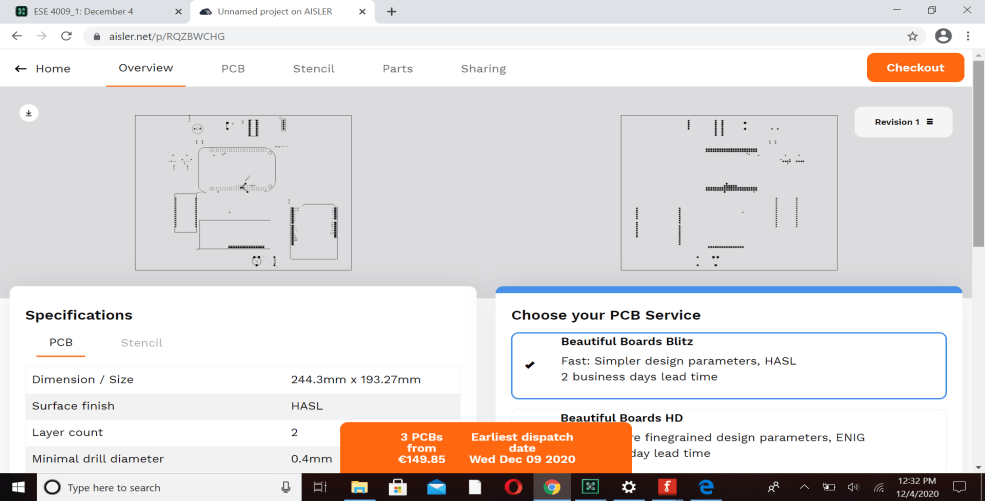 ESE 4009_1: December 4
Unnamed project on AISLER
aisler.net/p/RQZBWCHG
Home
Overview
PCB
Stencil
Parts
Sharing
Checkout
Revision 1
Specifications
PCB
Stencil
Dimension / Size 244.3mm x 193.27mm
Surface finish HASL
Layer count 2
Minimal drill diameter 0.4mm
Choose your PCB Service
Beautiful Boards Blitz
Fast: Simpler design parameters, HASL
2 business days lead time
Beautiful Boards HD
finegrained design parameters, ENIG
day lead time
3 PCBs
from
€149.85
Earliest dispatch
date
Wed Dec 09 2020
Type here to search
12:32 PM
12/4/2020